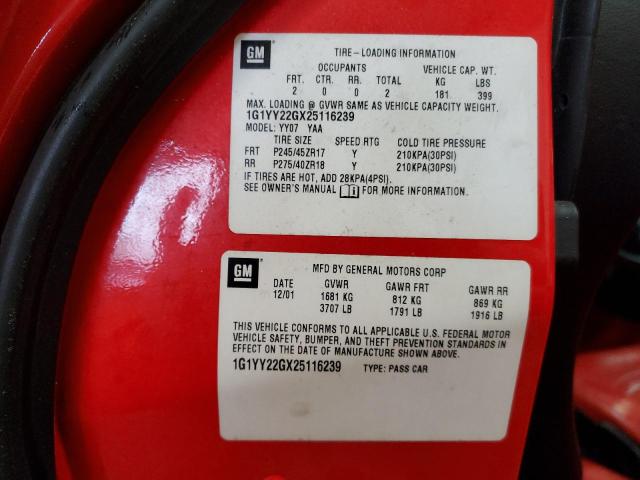 GM
TIRE-LOADING INFORMATION
OCCUPANTS VEHICLE CAP. WT.
FRT. CTR. RR. TOTAL KG LBS
2 0 0 2 181 399
MAX. LOADING @ GVWR SAME AS VEHICLE CAPACITY WEIGHT.
1G1YY22GX25116239
MODEL: YY07 YAA
TIRE SIZE SPEED RTG COLD TIRE PRESSURE
FRT P245/45ZR17 Y 210KPA(30PSI)
RR P275/40ZR18 Y 210KPA(30PSI)
IF TIRES ARE HOT, ADD 28KPA(4PSI).
SEE OWNER'S MANUAL FOR MORE INFORMATION.
GM
MFD BY GENERAL MOTORS CORP
DATE GVWR GAWR FRT GAWR RR
12/01 1681 KG 812 KG 869 KG
3707 LB 1791 LB 1916 LB
THIS VEHICLE CONFORMS TO ALL APPLICABLE U.S. FEDERAL MOTOR
VEHICLE SAFETY, BUMPER, AND THEFT PREVENTION STANDARDS IN
EFFECT ON THE DATE OF MANUFACTURE SHOWN ABOVE.
1G1YY22GX25116239 TYPE: PASS CAR